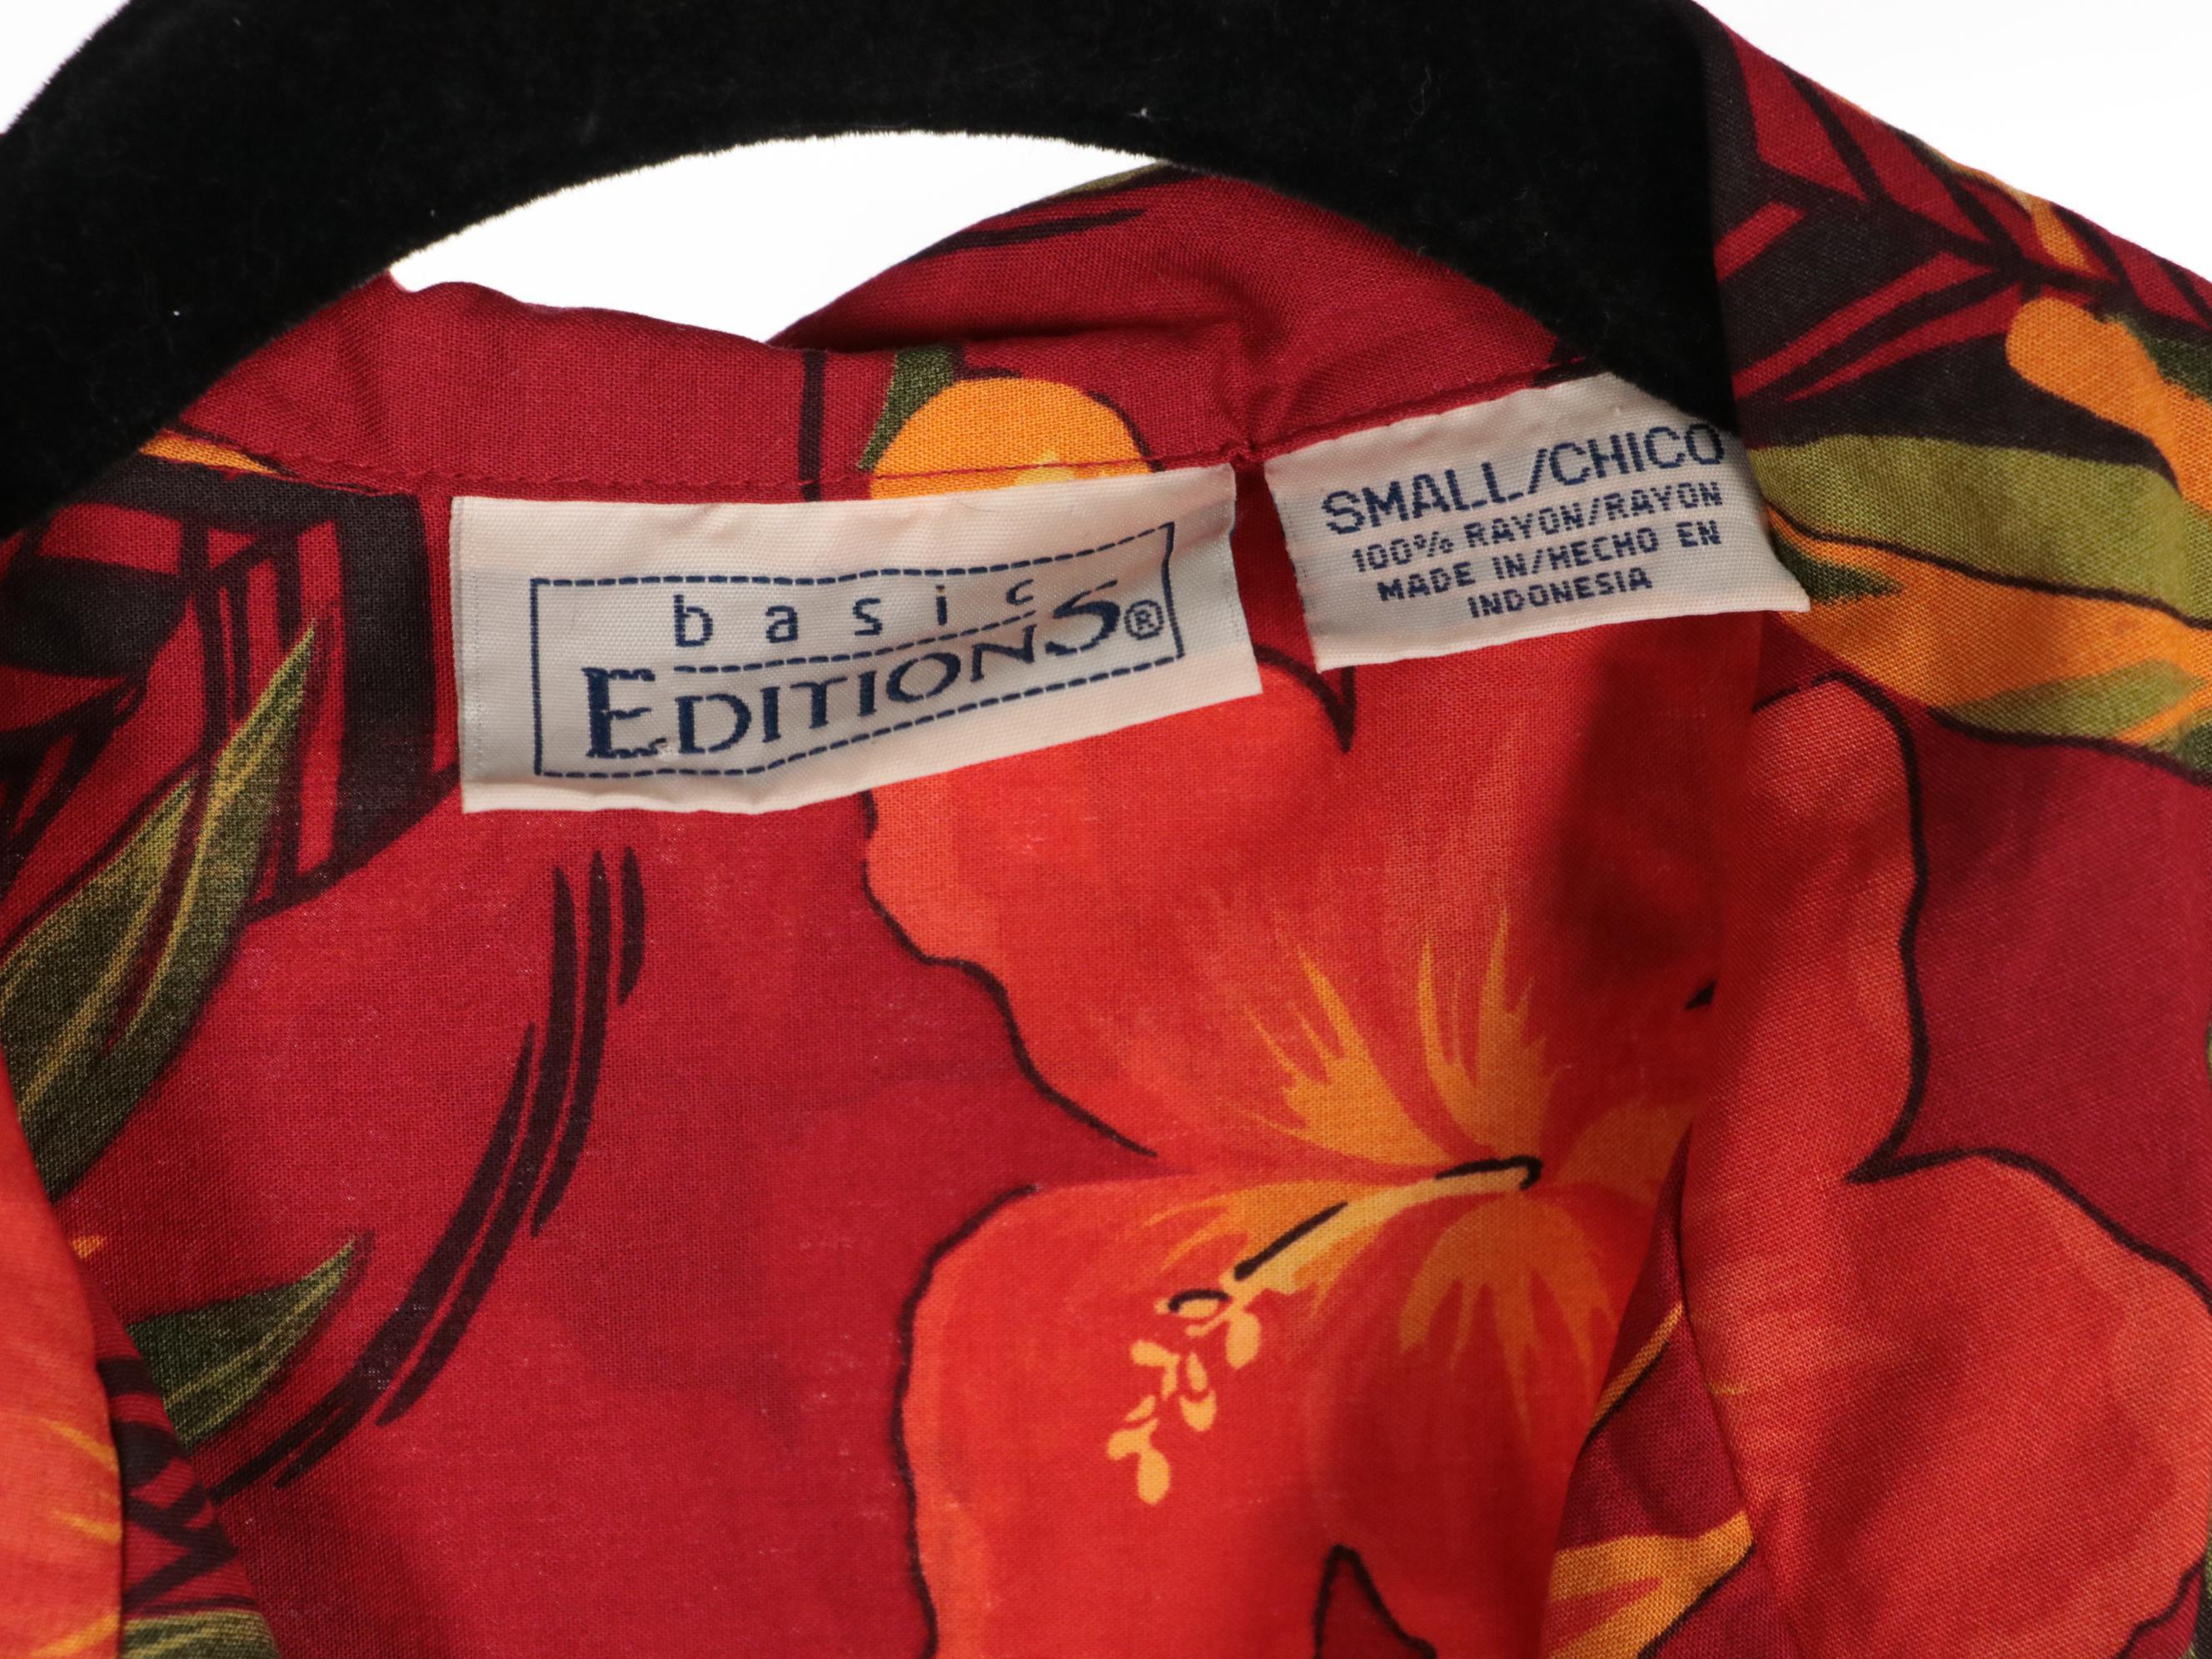 basic
EDITIONS®
SMALL/CHICO
100% RAYON/RAYON
MADE IN/HECHO EN
INDONESIA